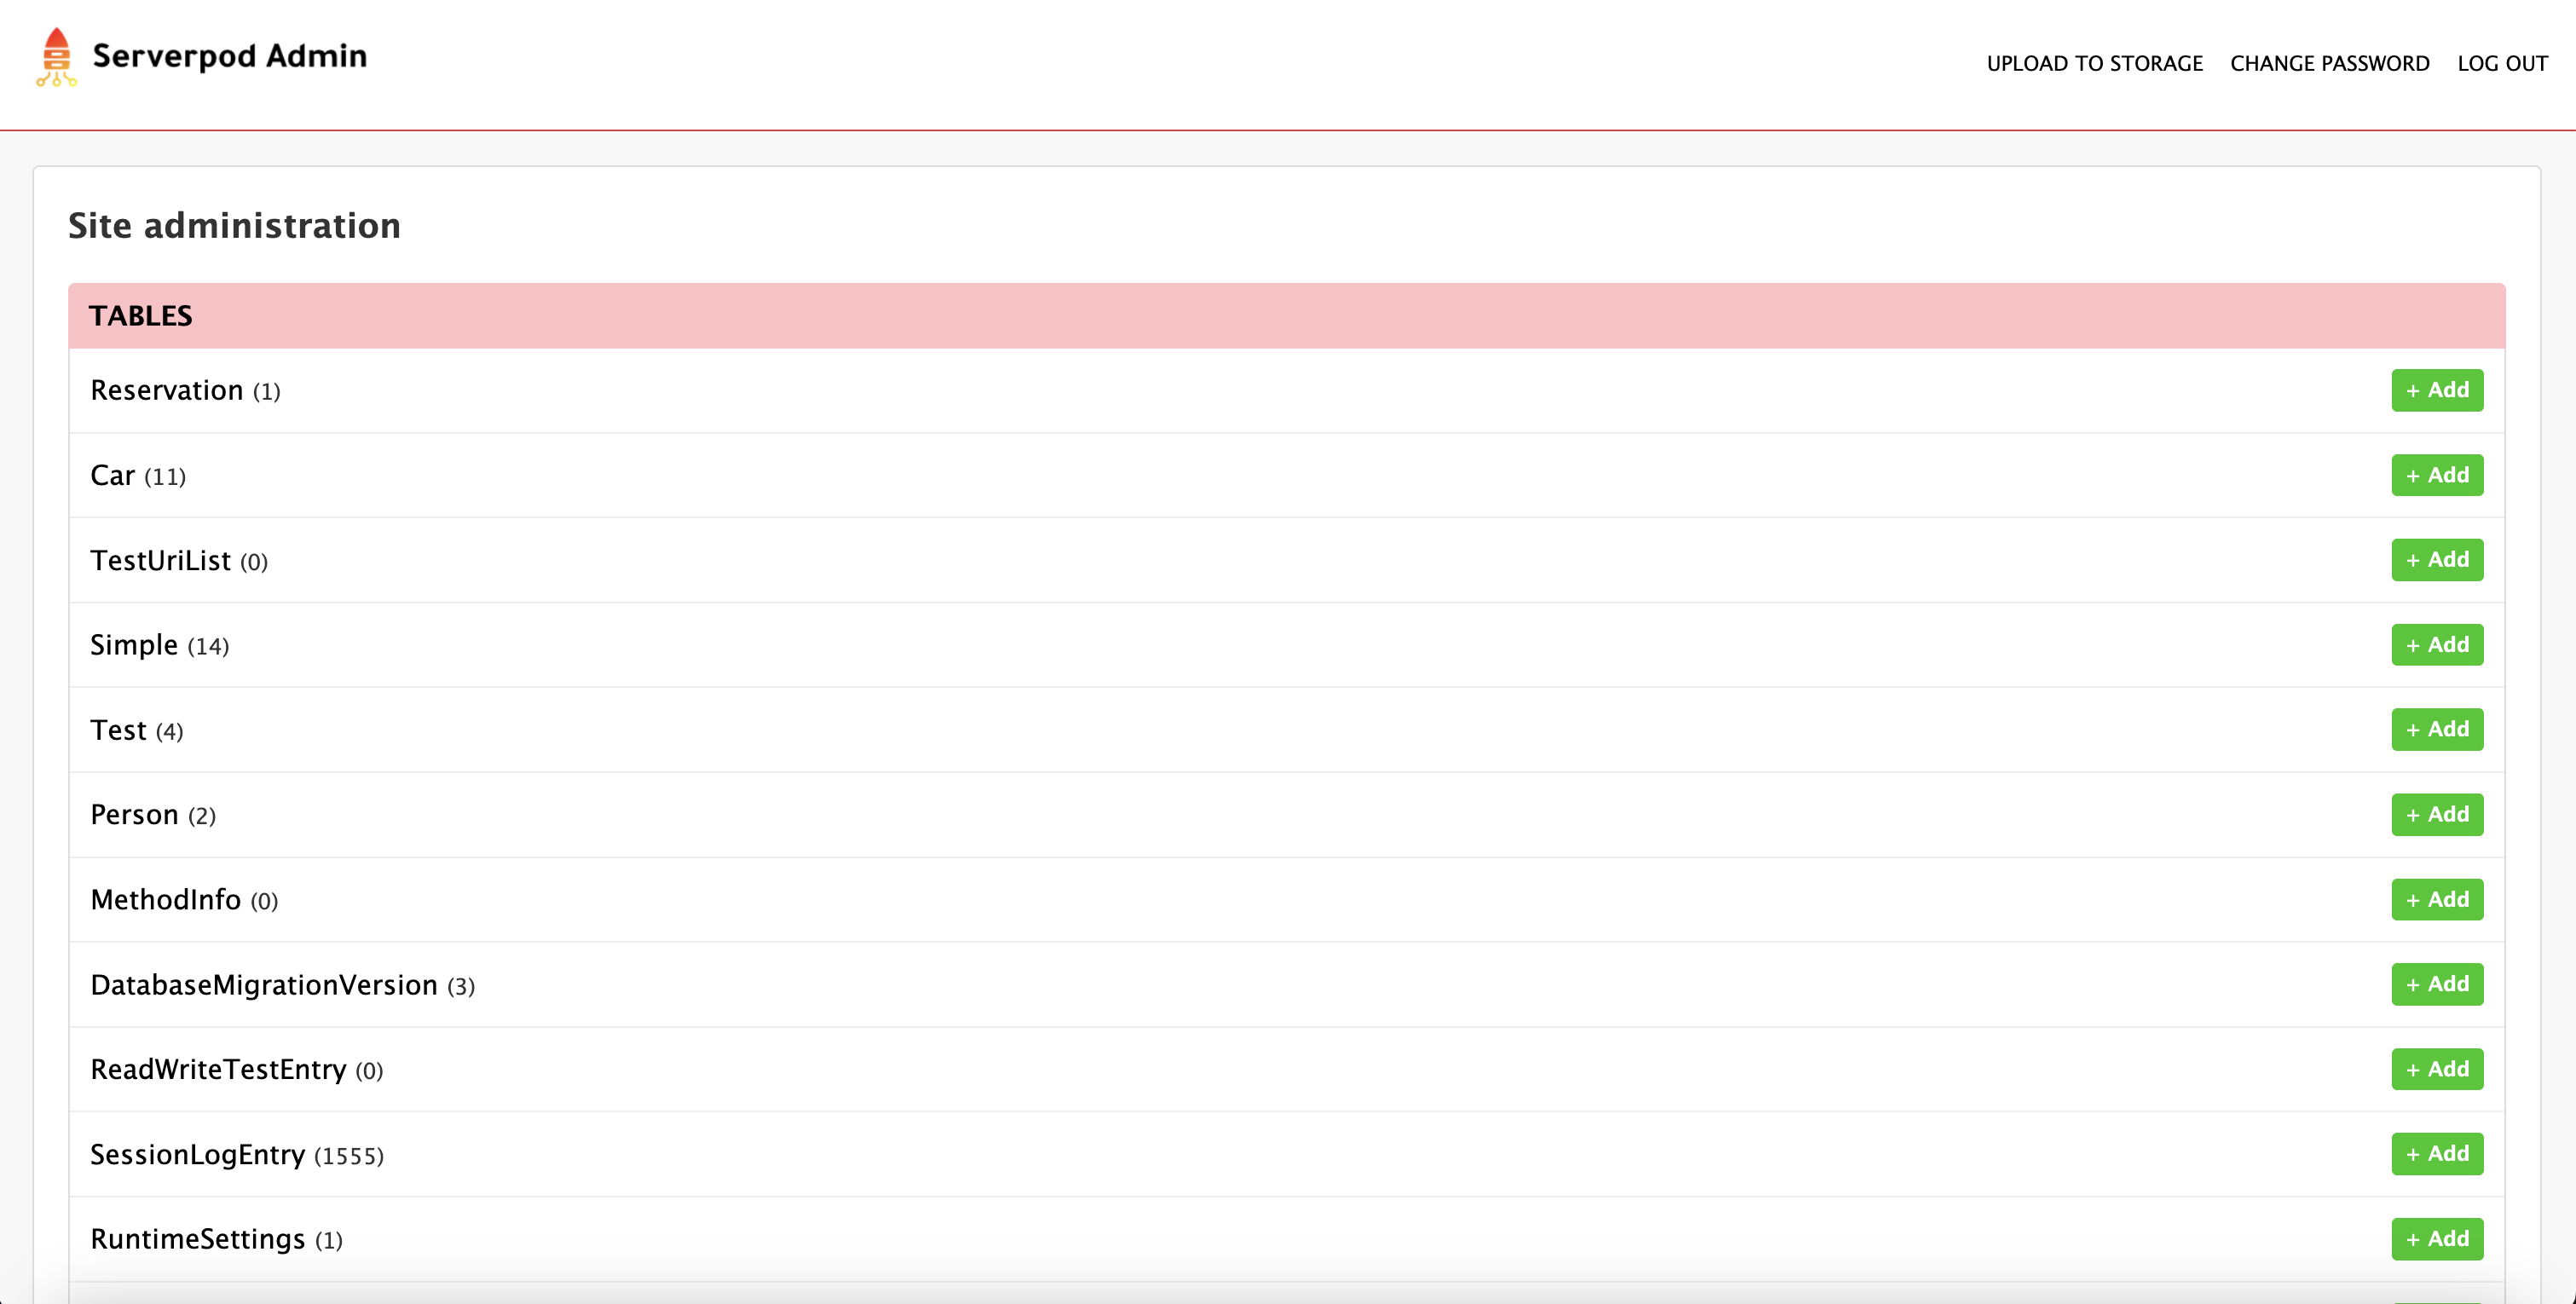 Serverpod Admin
UPLOAD TO STORAGE CHANGE PASSWORD LOG OUT
Site administration
TABLES
Reservation (1) + Add
Car (11) + Add
TestUriList (0) + Add
Simple (14) + Add
Test (4) + Add
Person (2) + Add
MethodInfo (0) + Add
DatabaseMigrationVersion (3) + Add
ReadWriteTestEntry (0) + Add
SessionLogEntry (1555) + Add
RuntimeSettings (1) + Add